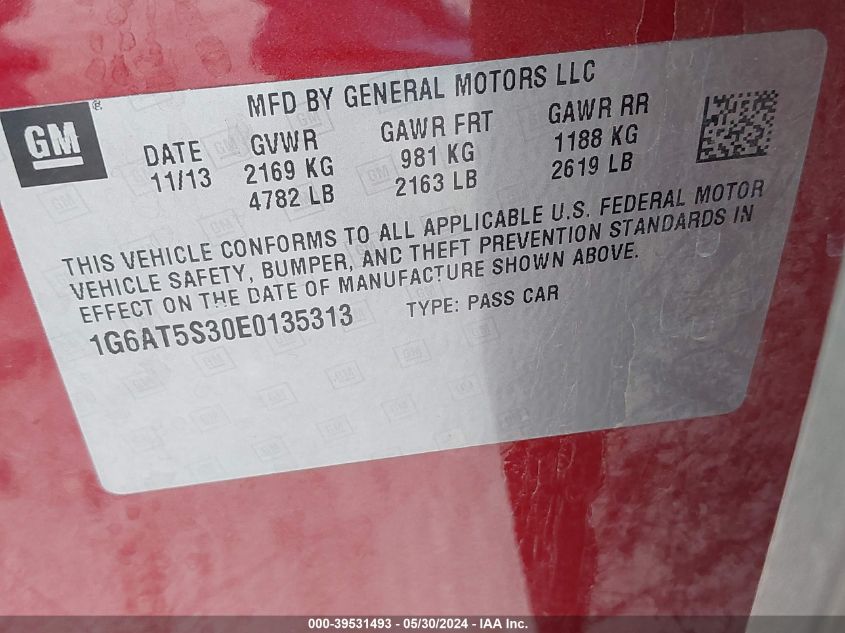 GM®
MFD BY GENERAL MOTORS LLC
DATE GVWR GAWR FRT GAWR RR
11/13 2169 KG 981 KG 1188 KG
4782 LB 2163 LB 2619 LB
THIS VEHICLE CONFORMS TO ALL APPLICABLE U.S. FEDERAL MOTOR
VEHICLE SAFETY, BUMPER, AND THEFT PREVENTION STANDARDS IN
EFFECT ON THE DATE OF MANUFACTURE SHOWN ABOVE.
1G6AT5S30E0135313 TYPE: PASS CAR
000-39531493 - 05/30/2024 - IAA Inc.